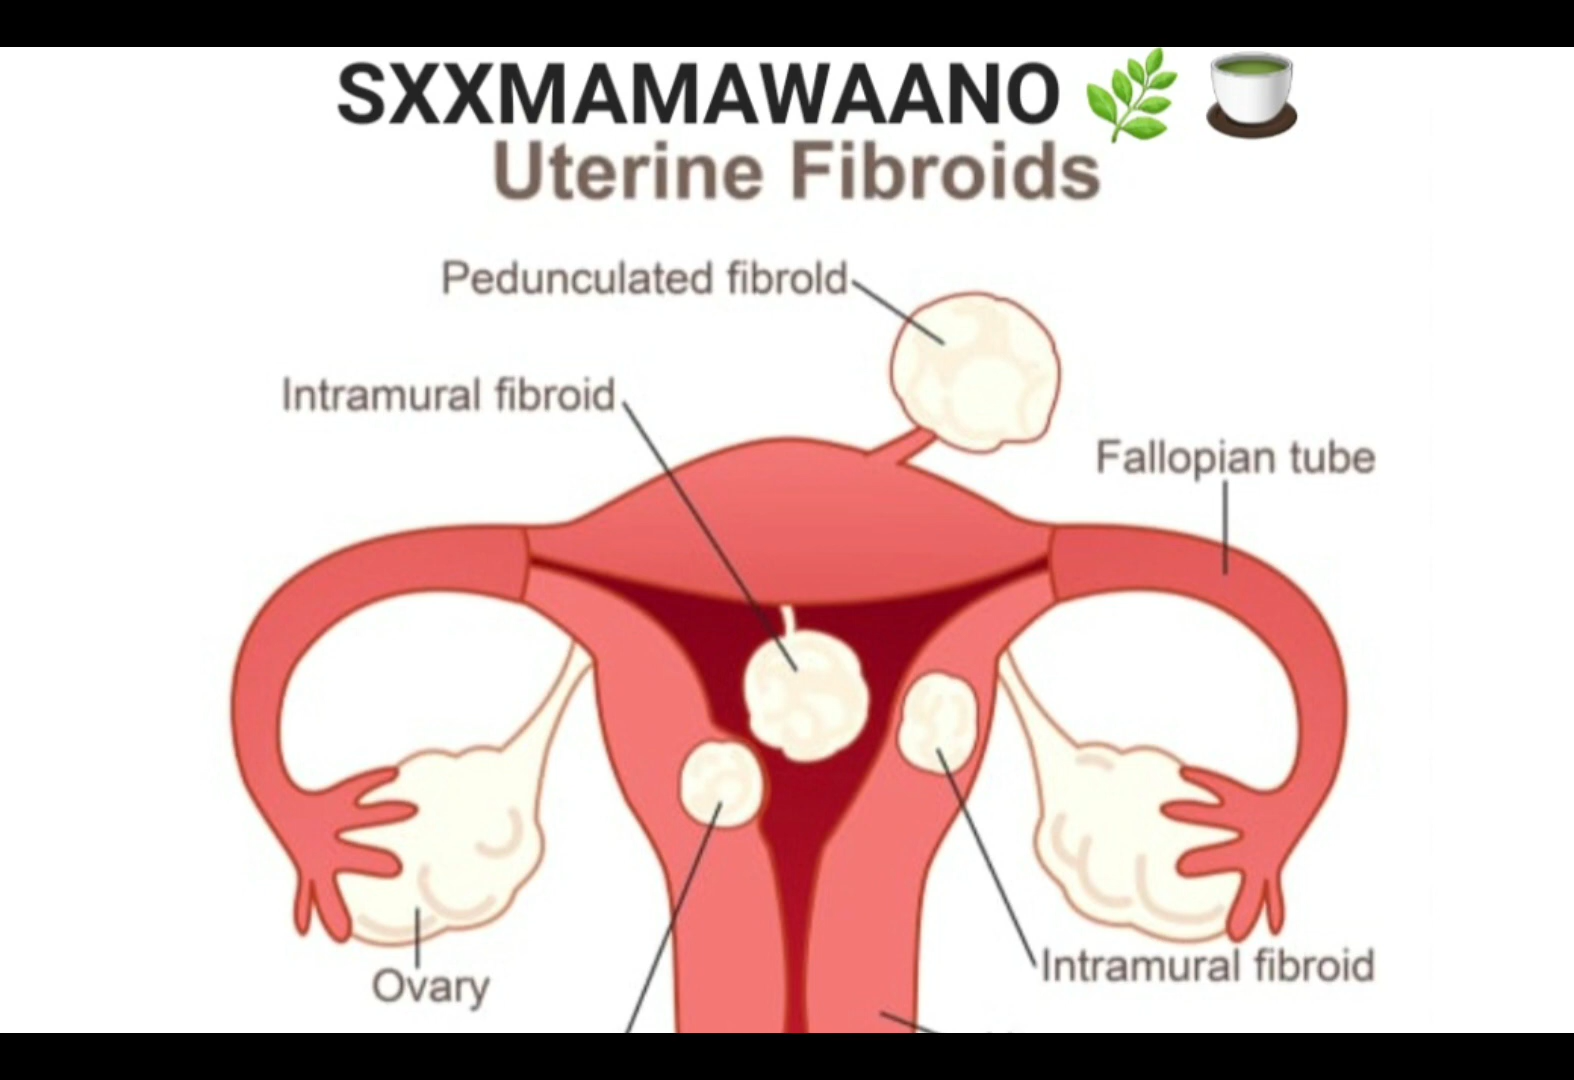 SXXMAMAWAANO 🌿 🍵
Uterine Fibroids
Pedunculated fibrold
Intramural fibroid
Fallopian tube
Ovary
Intramural fibroid